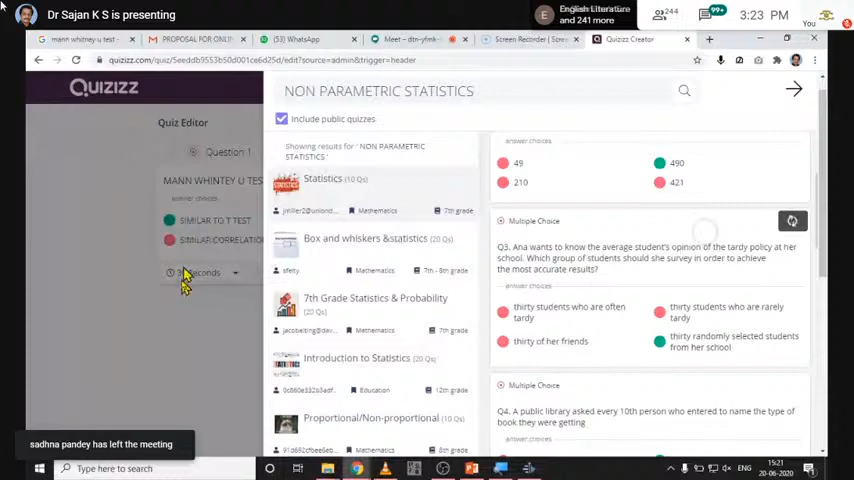 Dr Sajan K S is presenting
E
English Literature
and 241 more
244
99+
3:23 PM
You
mann whitney u test -
PROPOSAL FOR ONLIN
(53) WhatsApp
Meet – dtn-yfmk-
Screen Recorder | Scre
Quizizz Creator
quizizz.com/quiz/5eeddb9553b50d001ce6d25d/edit?source=admin&trigger=header
QUIZIZZ
NON PARAMETRIC STATISTICS
Include public quizzes
Quiz Editor
Question 1
MANN WHINTEY U TES
answer choices
SIMILAR TO T TEST
SIMILAR CORRELATIO
Seconds
Showing results for ' NON PARAMETRIC
STATISTICS '
Statistics (10 Qs)
jmiller2@uniond...
Mathematics
7th grade
Box and whiskers &statistics (20 Qs)
sfeity
Mathematics
7th - 8th grade
7th Grade Statistics & Probability
(20 Qs)
jacobelting@dav...
Mathematics
7th grade
Introduction to Statistics (20 Qs)
0c860e332b3adf...
Education
12th grade
Proportional/Non-proportional (10 Qs)
91d692cfbee6eb...
Mathematics
8th grade
answer choices
49
490
210
421
Multiple Choice
Q3. Ana wants to know the average student's opinion of the tardy policy at her
school. Which group of students should she survey in order to achieve
the most accurate results?
answer choices
thirty students who are often
tardy
thirty students who are rarely
tardy
thirty of her friends
thirty randomly selected students
from her school
Multiple Choice
Q4. A public library asked every 10th person who entered to name the type of
book they were getting
answer choices
sadhna pandey has left the meeting
Type here to search
ENG
15:21
20-06-2020